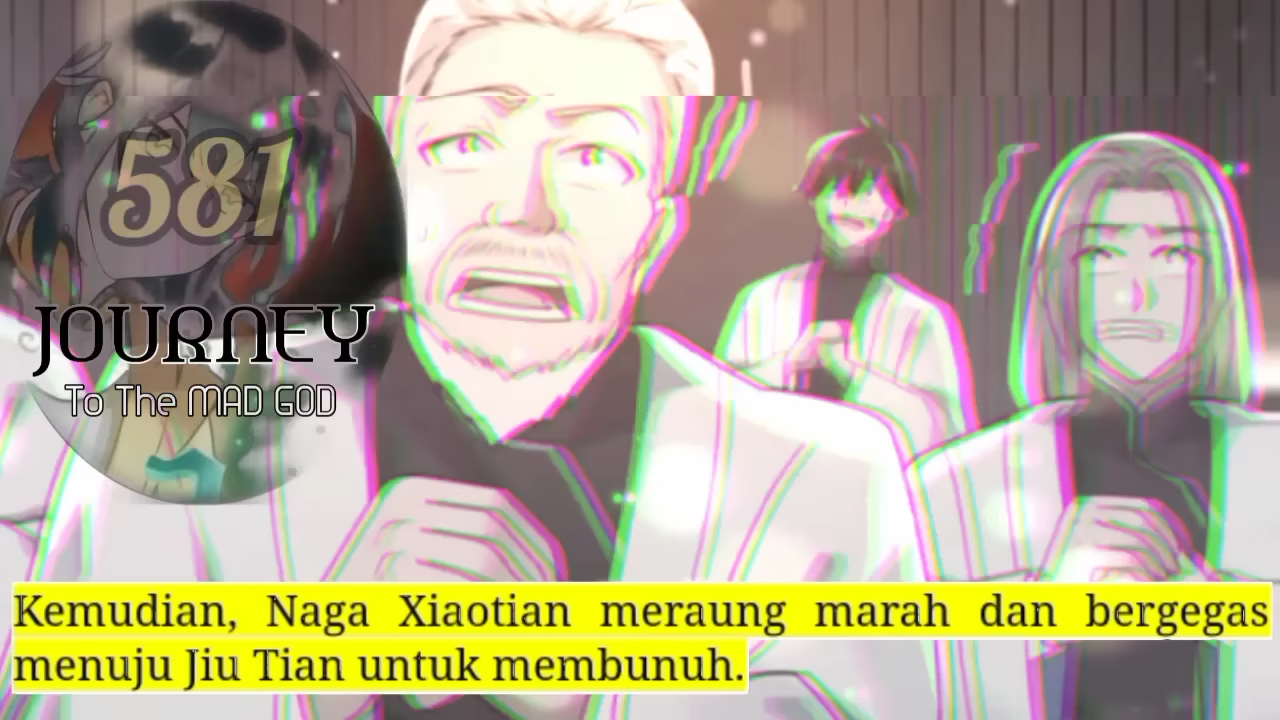 581
JOURNEY
To The MAD GOD
Kemudian, Naga Xiaotian meraung marah dan bergegas
menuju Jiu Tian untuk membunuh.